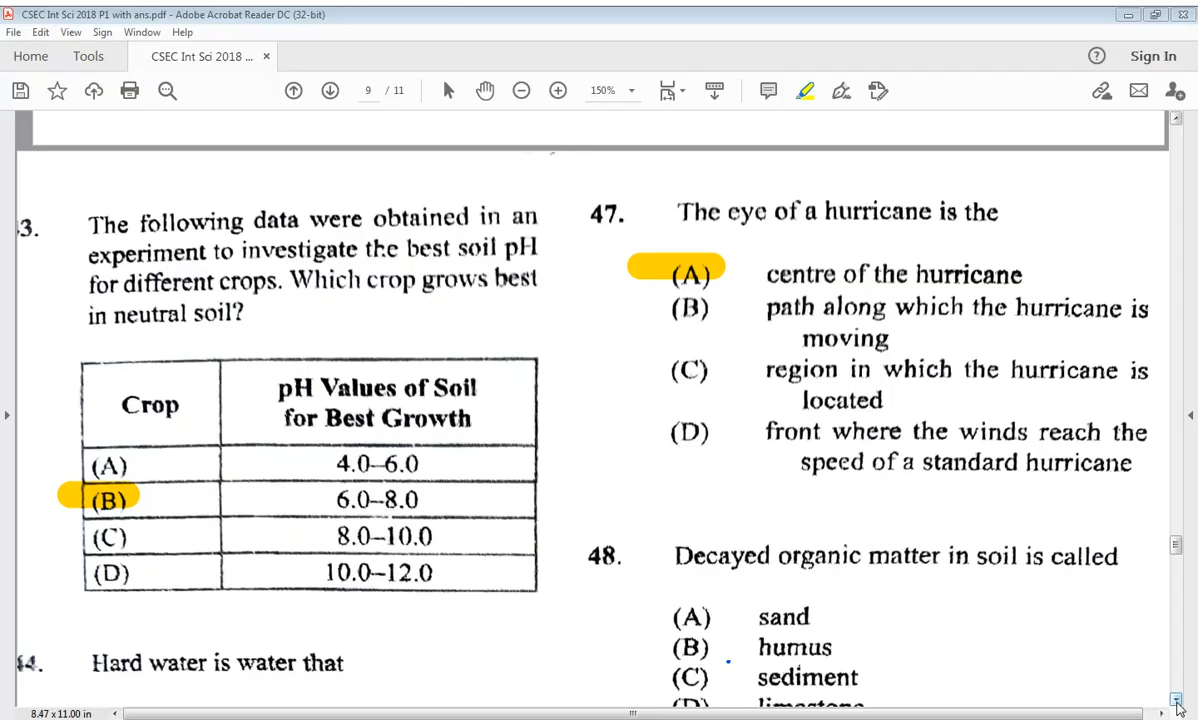 CSEC Int Sci 2018 P1 with ans.pdf - Adobe Acrobat Reader DC (32-bit)
File Edit View Sign Window Help
Home Tools CSEC Int Sci 2018 ... × Sign In
9 / 11 150%
The following data were obtained in an
experiment to investigate the best soil pH
for different crops. Which crop grows best
in neutral soil?
Crop pH Values of Soil
for Best Growth
(A) 4.0–6.0
(B) 6.0–8.0
(C) 8.0–10.0
(D) 10.0–12.0
Hard water is water that
47. The eye of a hurricane is the
(A) centre of the hurricane
(B) path along which the hurricane is
moving
(C) region in which the hurricane is
located
(D) front where the winds reach the
speed of a standard hurricane
48. Decayed organic matter in soil is called
(A) sand
(B) humus
(C) sediment
8.47 x 11.00 in